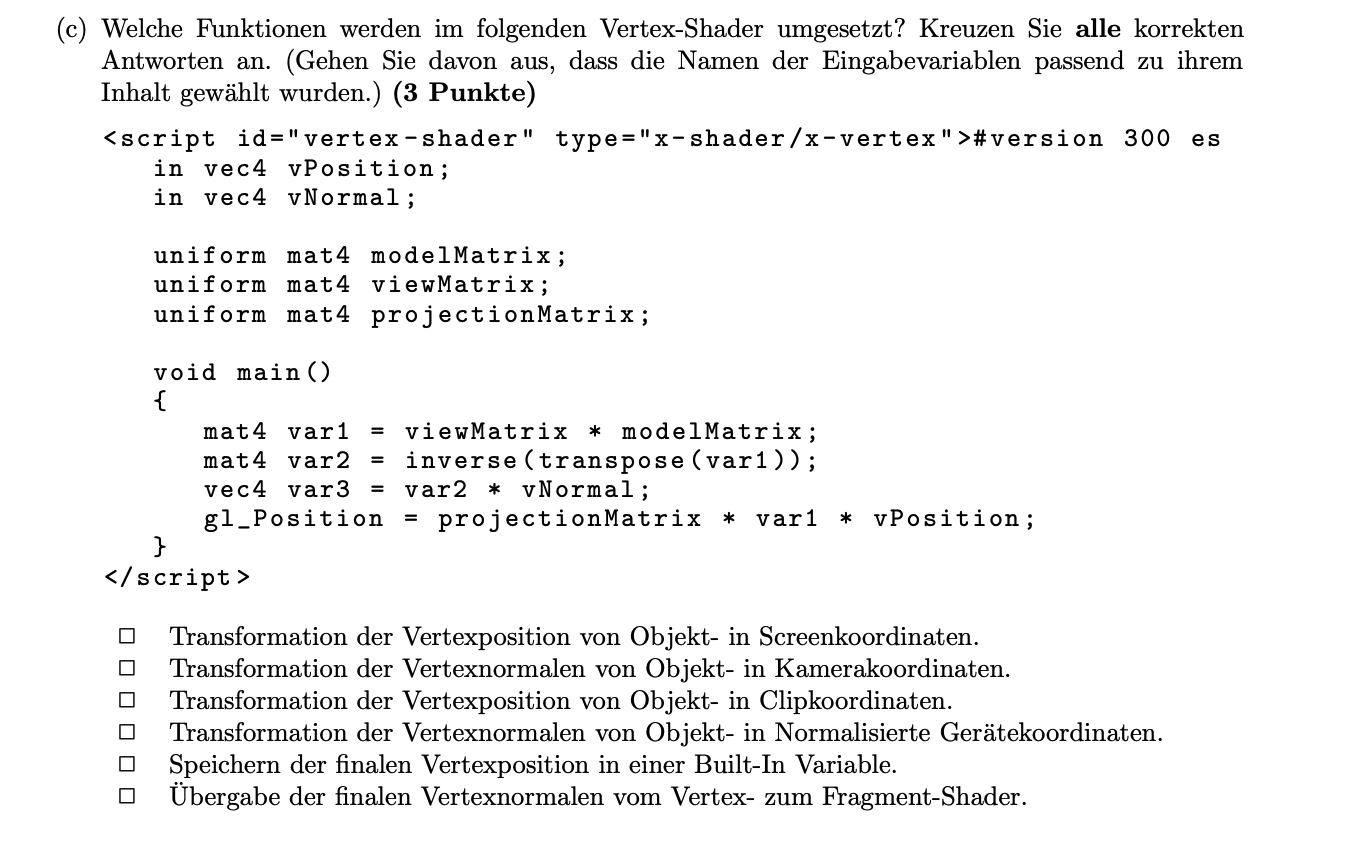 (c) Welche Funktionen werden im folgenden Vertex-Shader umgesetzt? Kreuzen Sie alle korrekten
Antworten an. (Gehen Sie davon aus, dass die Namen der Eingabevariablen passend zu ihrem
Inhalt gewählt wurden.) (3 Punkte)
<script id="vertex-shader" type="x-shader/x-vertex">#version 300 es
in vec4 vPosition;
in vec4 vNormal;
uniform mat4 modelMatrix;
uniform mat4 viewMatrix;
uniform mat4 projectionMatrix;
void main()
{
mat4 var1 = viewMatrix * modelMatrix;
mat4 var2 = inverse(transpose(var1));
vec4 var3 = var2 * vNormal;
gl_Position = projectionMatrix * var1 * vPosition;
}
</script>
☐ Transformation der Vertexposition von Objekt- in Screenkoordinaten.
☐ Transformation der Vertexnormalen von Objekt- in Kamerakoordinaten.
☐ Transformation der Vertexposition von Objekt- in Clipkoordinaten.
☐ Transformation der Vertexnormalen von Objekt- in Normalisierte Gerätekoordinaten.
☐ Speichern der finalen Vertexposition in einer Built-In Variable.
☐ Übergabe der finalen Vertexnormalen vom Vertex- zum Fragment-Shader.